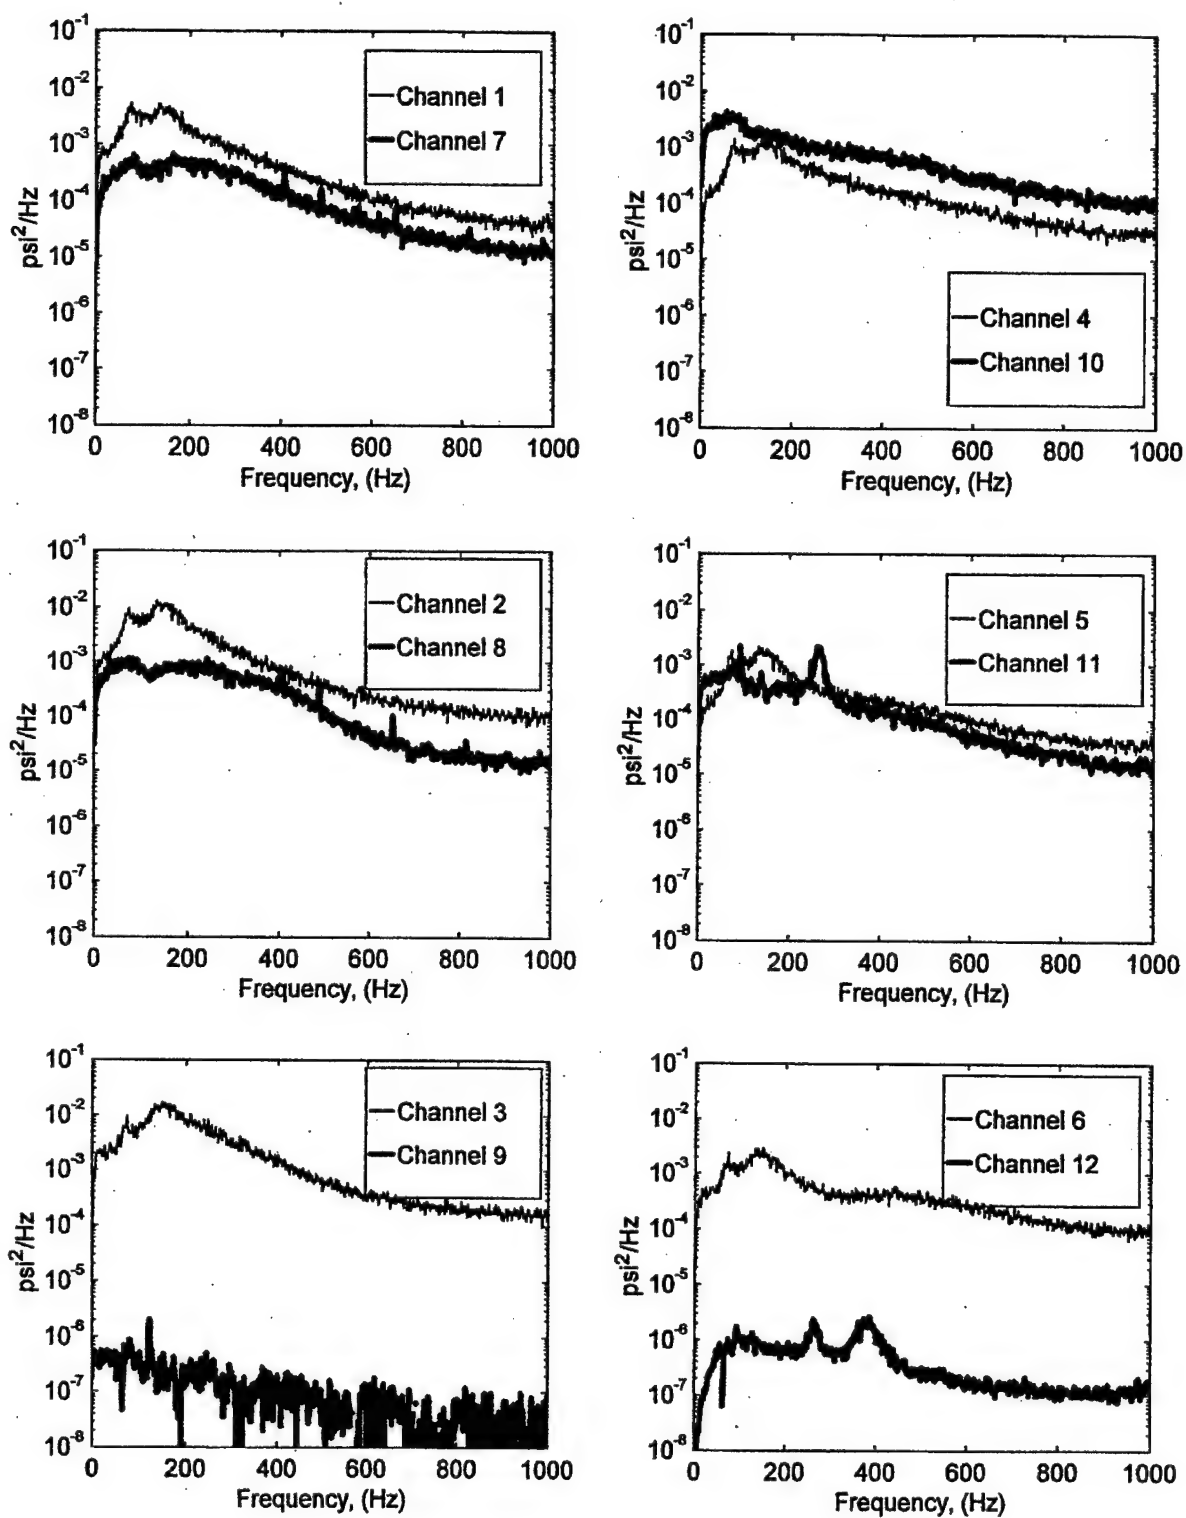 10^-1
10^-2
10^-3
10^-4
10^-5
10^-6
10^-7
10^-8
psi^2/Hz
Channel 1
Channel 7
0 200 400 600 800 1000
Frequency, (Hz)
10^-1
10^-2
10^-3
10^-4
10^-5
10^-6
10^-7
10^-8
psi^2/Hz
Channel 4
Channel 10
0 200 400 600 800 1000
Frequency, (Hz)
10^-1
10^-2
10^-3
10^-4
10^-5
10^-6
10^-7
10^-8
psi^2/Hz
Channel 2
Channel 8
0 200 400 600 800 1000
Frequency, (Hz)
10^-1
10^-2
10^-3
10^-4
10^-5
10^-6
10^-7
10^-8
psi^2/Hz
Channel 5
Channel 11
0 200 400 600 800 1000
Frequency, (Hz)
10^-1
10^-2
10^-3
10^-4
10^-5
10^-6
10^-7
10^-8
psi^2/Hz
Channel 3
Channel 9
0 200 400 600 800 1000
Frequency, (Hz)
10^-1
10^-2
10^-3
10^-4
10^-5
10^-6
10^-7
10^-8
psi^2/Hz
Channel 6
Channel 12
0 200 400 600 800 1000
Frequency, (Hz)